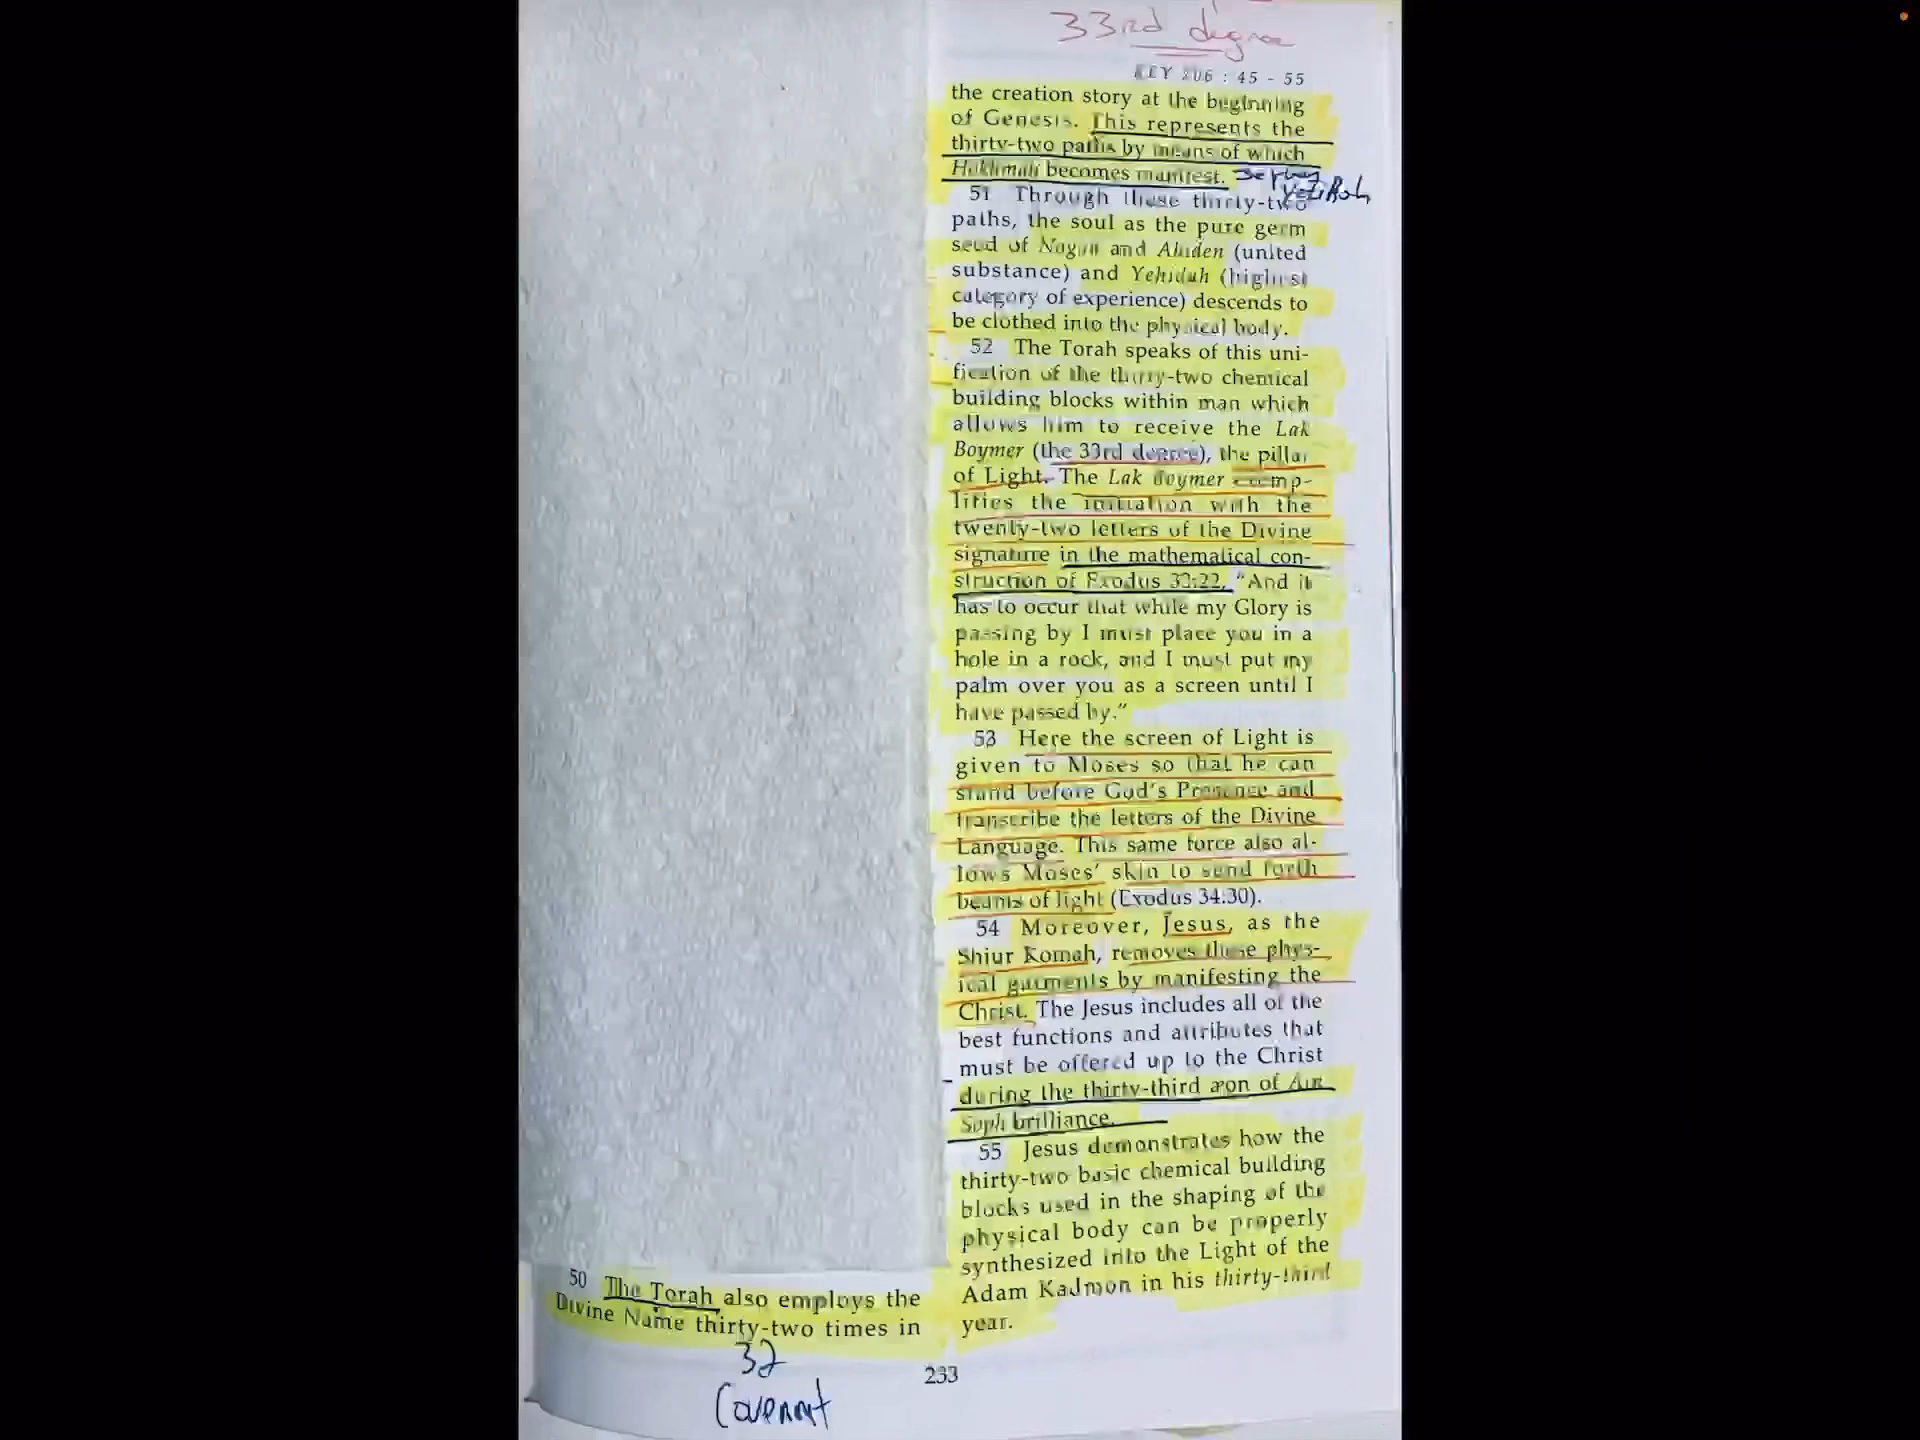 33rd degree
KEY 206 : 45 - 55
50 The Torah also employs the
Divine Name thirty-two times in
32
Covenant
the creation story at the beginning
of Genesis. This represents the
thirty-two paths by means of which
Hokhmah becomes manifest.
51 Through these thirty-two
paths, the soul as the pure germ
seed of and (united
substance) and Yehidah (highest
category of experience) descends to
be clothed into the physical body.
52 The Torah speaks of this uni-
fication of the thirty-two chemical
building blocks within man which
allows him to receive the Lak
Boymer (the 33rd degree), the pillar
of Light. The Lak Boymer exemp-
lifies the initiation with the
twenty-two letters of the Divine
signature in the mathematical con-
struction of Exodus 33:22, "And it
has to occur that while my Glory is
passing by I must place you in a
hole in a rock, and I must put my
palm over you as a screen until I
have passed by."
53 Here the screen of Light is
given to Moses so that he can
stand before God's Presence and
transcribe the letters of the Divine
Language. This same force also al-
lows Moses' skin to send forth
beams of light (Exodus 34:30).
54 Moreover, Jesus, as the
Shiur Komah, removes these phys-
ical garments by manifesting the
Christ. The Jesus includes all of the
best functions and attributes that
must be offered up to the Christ
during the thirty-third æon of Ain
Soph brilliance.
55 Jesus demonstrates how the
thirty-two basic chemical building
blocks used in the shaping of the
physical body can be properly
synthesized into the Light of the
Adam Kadmon in his thirty-third
year.
233